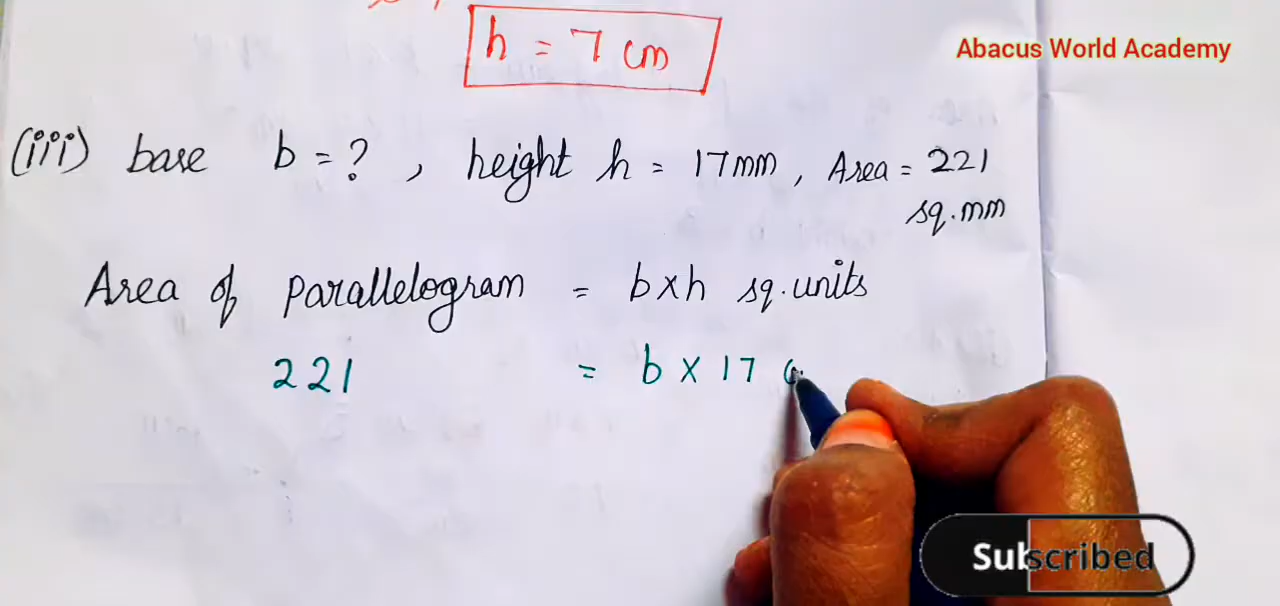 h = 7 cm
Abacus World Academy
(iii) base b = ? , height h = 17mm, Area = 221
sq.mm
Area of parallelogram = b×h sq.units
221 = b × 17
Subscribed